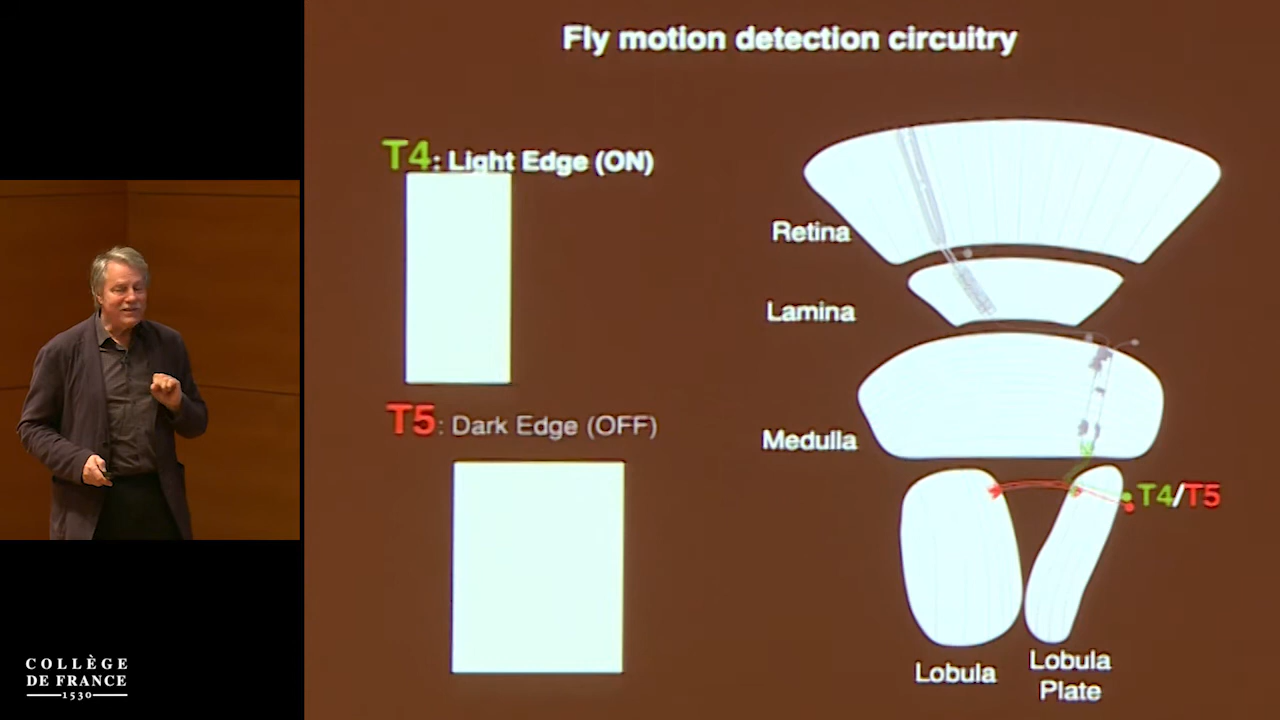 Fly motion detection circuitry
T4: Light Edge (ON)
T5: Dark Edge (OFF)
Retina
Lamina
Medulla
T4/T5
Lobula
Lobula
Plate
COLLÈGE
DE FRANCE
1530